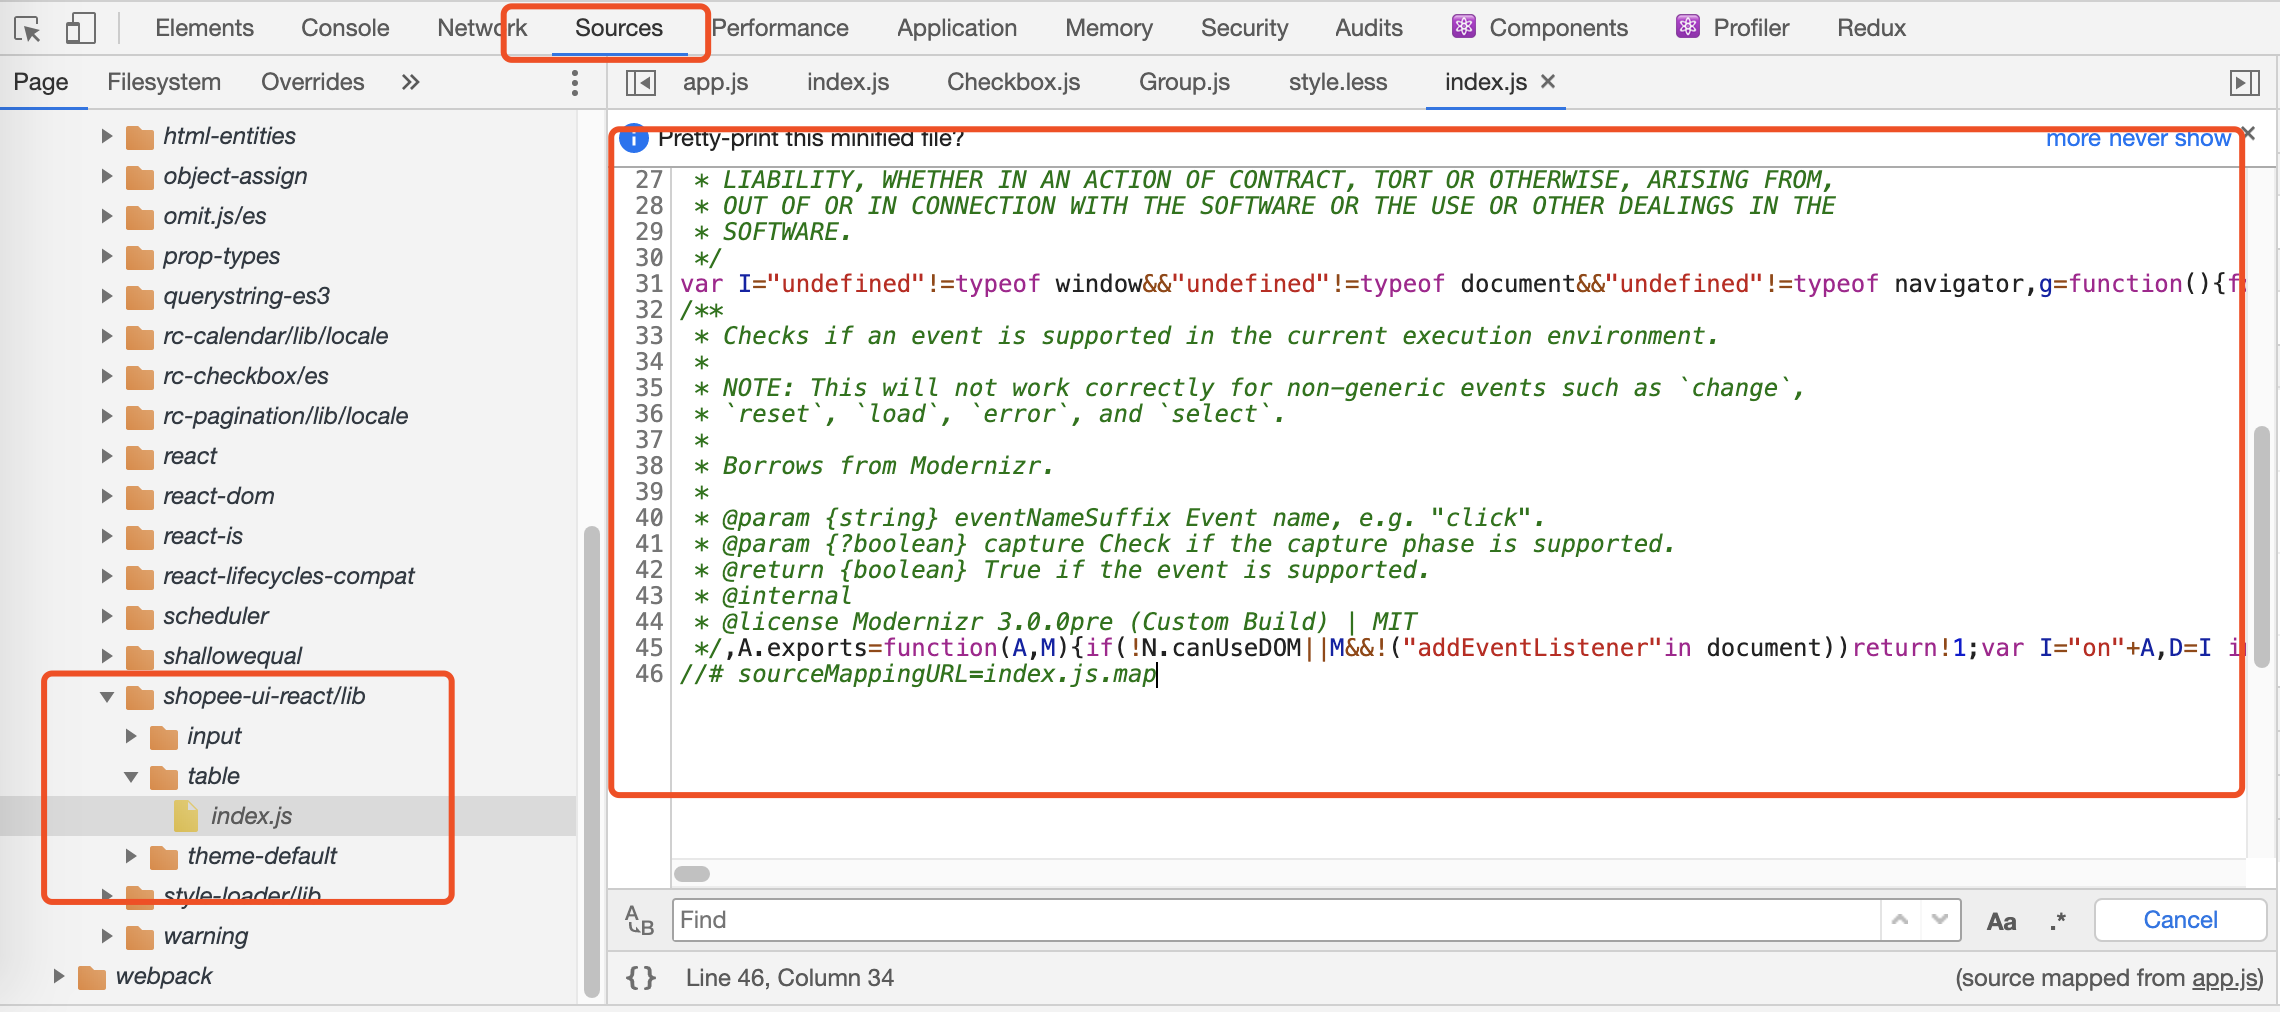 Elements Console Network Sources Performance Application Memory Security Audits Components Profiler Redux
Page Filesystem Overrides »
app.js index.js Checkbox.js Group.js style.less index.js ×
html-entities
object-assign
omit.js/es
prop-types
querystring-es3
rc-calendar/lib/locale
rc-checkbox/es
rc-pagination/lib/locale
react
react-dom
react-is
react-lifecycles-compat
scheduler
shallowequal
shopee-ui-react/lib
input
table
index.js
theme-default
style-loader/lib
warning
webpack
Pretty-print this minified file? more never show ×
27 * LIABILITY, WHETHER IN AN ACTION OF CONTRACT, TORT OR OTHERWISE, ARISING FROM,
28 * OUT OF OR IN CONNECTION WITH THE SOFTWARE OR THE USE OR OTHER DEALINGS IN THE
29 * SOFTWARE.
30 */
31 var I="undefined"!=typeof window&&"undefined"!=typeof document&&"undefined"!=typeof navigator,g=function(){
32 /**
33 * Checks if an event is supported in the current execution environment.
34 *
35 * NOTE: This will not work correctly for non-generic events such as `change`,
36 * `reset`, `load`, `error`, and `select`.
37 *
38 * Borrows from Modernizr.
39 *
40 * @param {string} eventNameSuffix Event name, e.g. "click".
41 * @param {?boolean} capture Check if the capture phase is supported.
42 * @return {boolean} True if the event is supported.
43 * @internal
44 * @license Modernizr 3.0.0pre (Custom Build) | MIT
45 */,A.exports=function(A,M){if(!N.canUseDOM||M&&!("addEventListener"in document))return!1;var I="on"+A,D=I
46 //# sourceMappingURL=index.js.map
Find Aa .* Cancel
{} Line 46, Column 34 (source mapped from app.js)